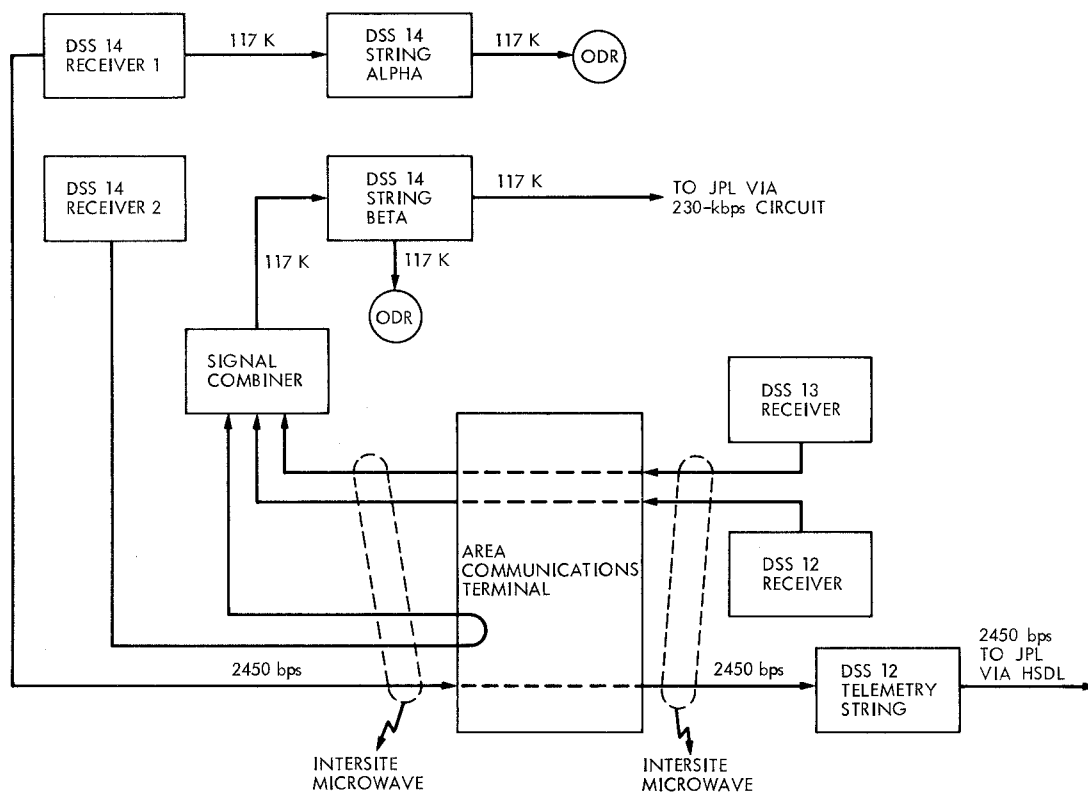 DSS 14
RECEIVER 1
117 K
DSS 14
STRING
ALPHA
117 K
ODR
DSS 14
RECEIVER 2
DSS 14
STRING
BETA
117 K
TO JPL VIA
230-kbps CIRCUIT
117 K
117 K
ODR
SIGNAL
COMBINER
DSS 13
RECEIVER
AREA
COMMUNICATIONS
TERMINAL
DSS 12
RECEIVER
2450 bps
2450 bps
DSS 12
TELEMETRY
STRING
2450 bps
TO JPL
VIA HSDL
INTERSITE
MICROWAVE
INTERSITE
MICROWAVE